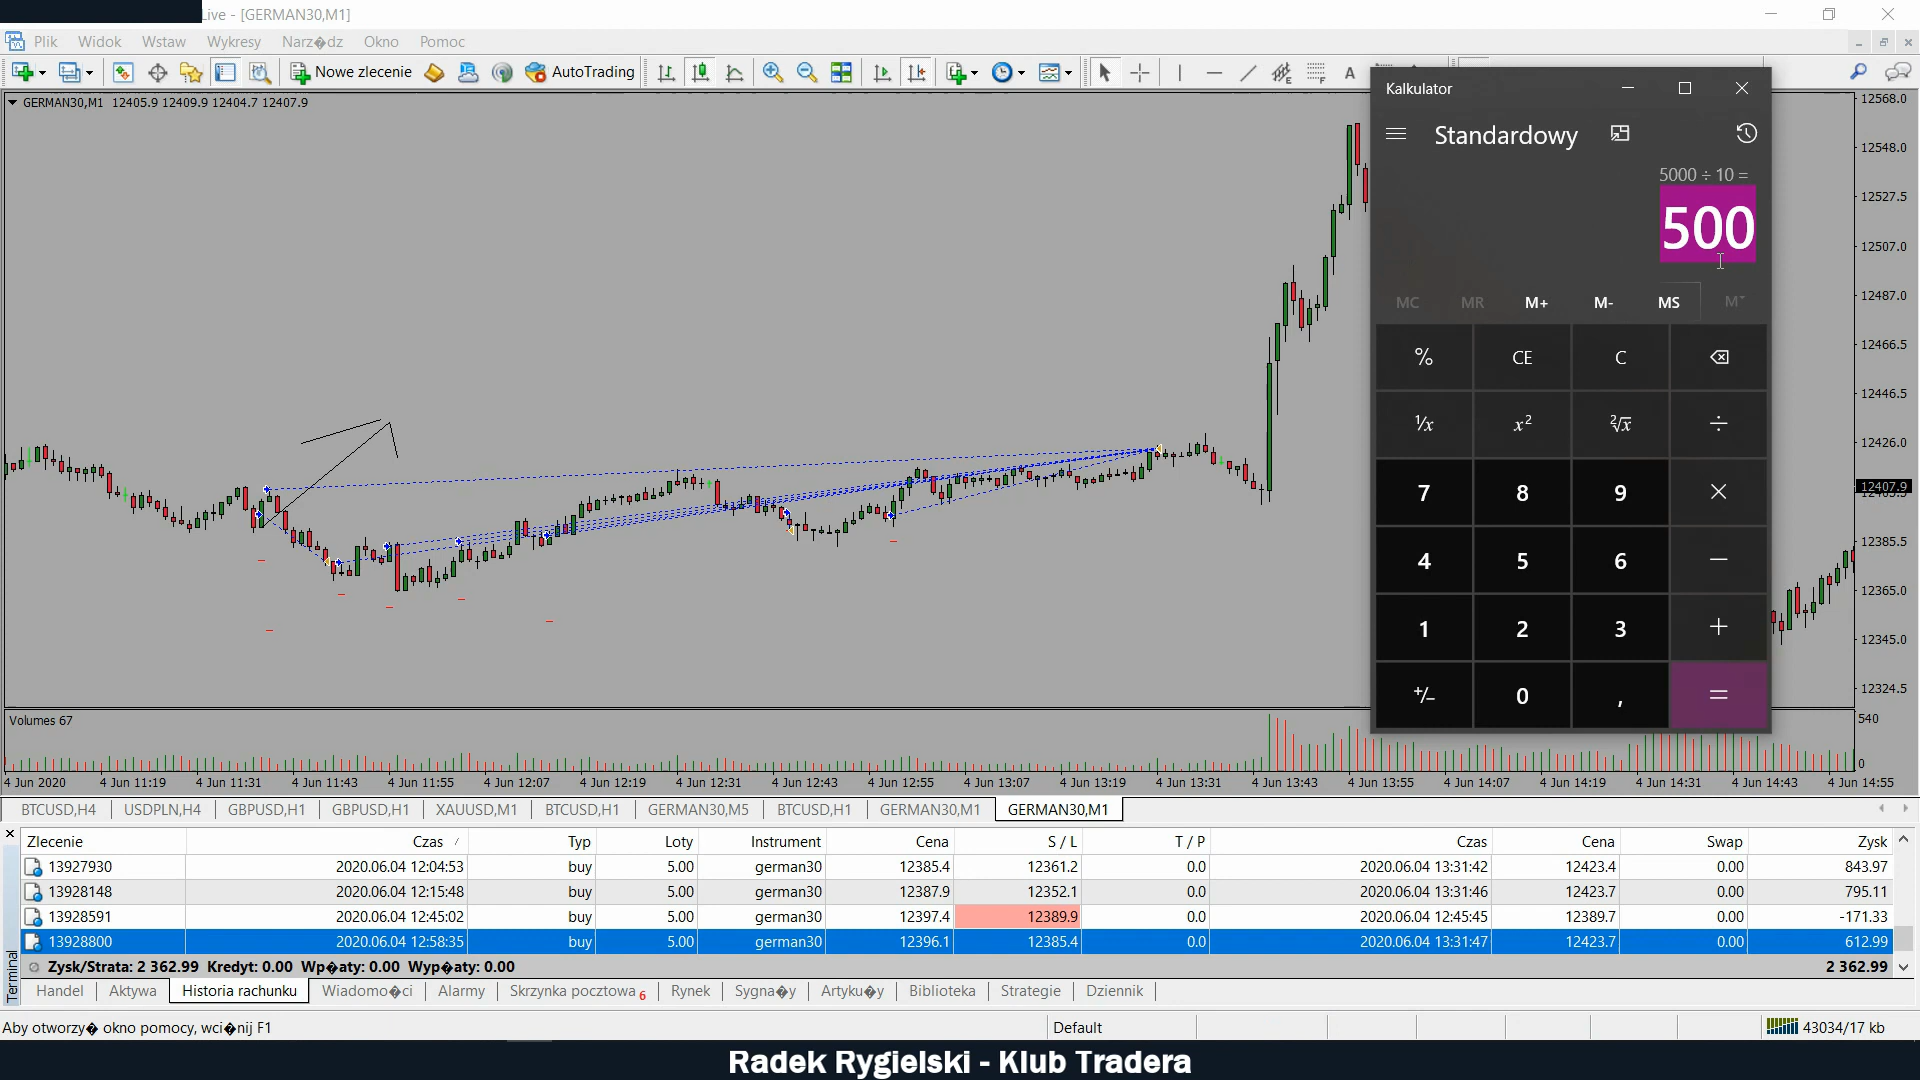 Live - [GERMAN30,M1]
Plik Widok Wstaw Wykresy Narz�dz Okno Pomoc
Nowe zlecenie AutoTrading A
GERMAN30,M1 12405.9 12409.9 12404.7 12407.9
Kalkulator
Standardowy
5000 ÷ 10 =
500
MC MR M+ M- MS M˅
% CE C
¹/x x² ²√x ÷
7 8 9 ×
4 5 6 −
1 2 3 +
+/− 0 , =
12568.0
12548.0
12527.5
12507.0
12487.0
12466.5
12446.5
12426.0
12407.9
12385.5
12365.0
12345.0
12324.5
Volumes 67
540
0
4 Jun 2020 4 Jun 11:19 4 Jun 11:31 4 Jun 11:43 4 Jun 11:55 4 Jun 12:07 4 Jun 12:19 4 Jun 12:31 4 Jun 12:43 4 Jun 12:55 4 Jun 13:07 4 Jun 13:19 4 Jun 13:31 4 Jun 13:43 4 Jun 13:55 4 Jun 14:07 4 Jun 14:19 4 Jun 14:31 4 Jun 14:43 4 Jun 14:55
BTCUSD,H4 USDPLN,H4 GBPUSD,H1 GBPUSD,H1 XAUUSD,M1 BTCUSD,H1 GERMAN30,M5 BTCUSD,H1 GERMAN30,M1 GERMAN30,M1
Zlecenie Czas / Typ Loty Instrument Cena S / L T / P Czas Cena Swap Zysk
13927930 2020.06.04 12:04:53 buy 5.00 german30 12385.4 12361.2 0.0 2020.06.04 13:31:42 12423.4 0.00 843.97
13928148 2020.06.04 12:15:48 buy 5.00 german30 12387.9 12352.1 0.0 2020.06.04 13:31:46 12423.7 0.00 795.11
13928591 2020.06.04 12:45:02 buy 5.00 german30 12397.4 12389.9 0.0 2020.06.04 12:45:45 12389.7 0.00 -171.33
13928800 2020.06.04 12:58:35 buy 5.00 german30 12396.1 12385.4 0.0 2020.06.04 13:31:47 12423.7 0.00 612.99
Zysk/Strata: 2 362.99 Kredyt: 0.00 Wp�aty: 0.00 Wyp�aty: 0.00 2 362.99
Terminal
Handel Aktywa Historia rachunku Wiadomo�ci Alarmy Skrzynka pocztowa 6 Rynek Sygna�y Artyku�y Biblioteka Strategie Dziennik
Aby otworzy� okno pomocy, wci�nij F1 Default 43034/17 kb
Radek Rygielski - Klub Tradera